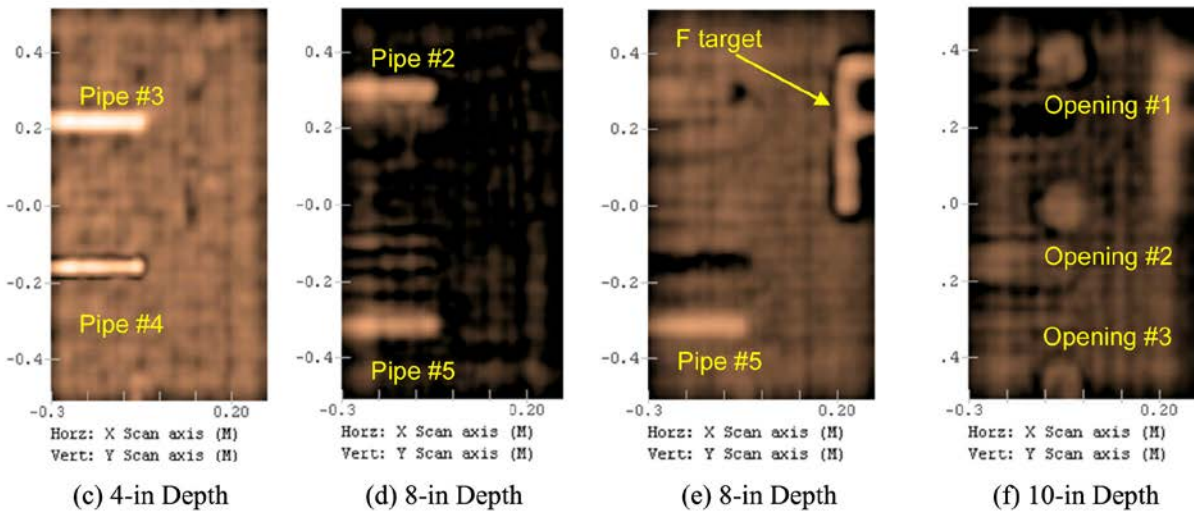 0.4
Pipe #3
0.2
-0.0
-0.2
Pipe #4
-0.4
-0.3 0.20
Horz: X Scan axis (M)
Vert: Y Scan axis (M)
(c) 4-in Depth
0.4
Pipe #2
0.2
-0.0
-0.2
Pipe #5
-0.4
-0.3 0.20
Horz: X Scan axis (M)
Vert: Y Scan axis (M)
(d) 8-in Depth
0.4
F target
0.2
-0.0
-0.2
Pipe #5
-0.4
-0.3 0.20
Horz: X Scan axis (M)
Vert: Y Scan axis (M)
(e) 8-in Depth
.4
Opening #1
.2
.0
Opening #2
.2
Opening #3
.4
-0.3 0.20
Horz: X Scan axis (M)
Vert: Y Scan axis (M)
(f) 10-in Depth